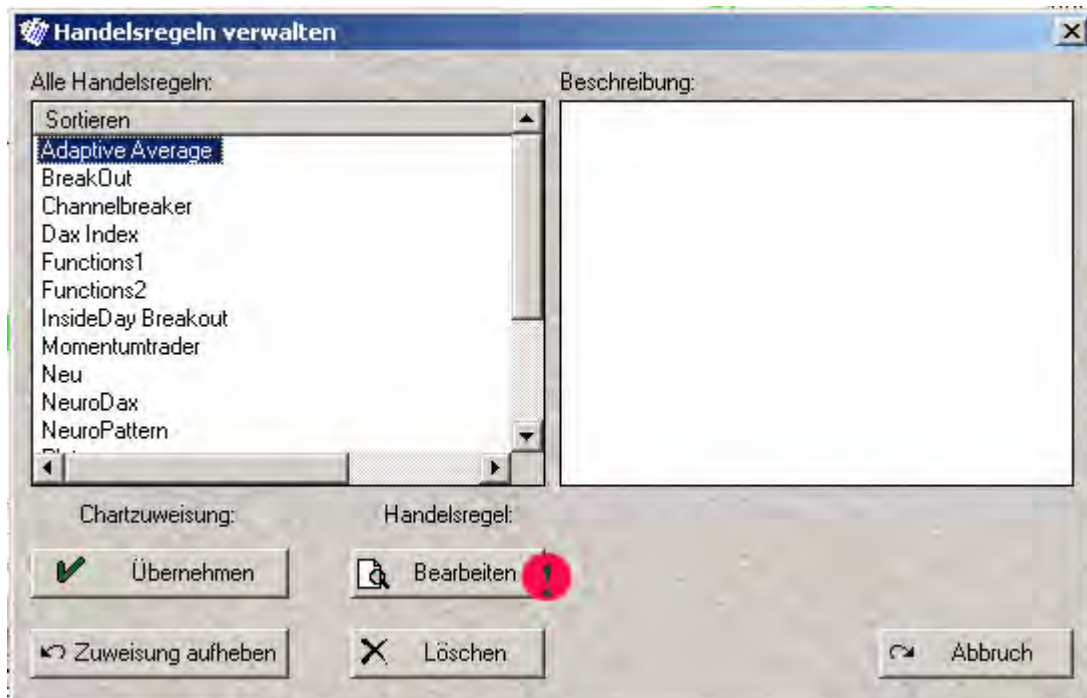 Handelsregeln verwalten
Alle Handelsregeln:
Beschreibung:
Sortieren
Adaptive Average
BreakOut
Channelbreaker
Dax Index
Functions1
Functions2
InsideDay Breakout
Momentumtrader
Neu
NeuroDax
NeuroPattern
Chartzuweisung:
Handelsregel:
Übernehmen
Bearbeiten !
Zuweisung aufheben
Löschen
Abbruch